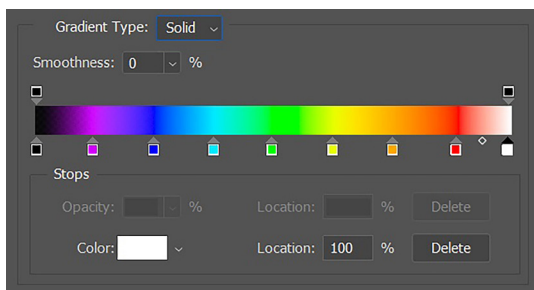 Gradient Type: Solid
Smoothness: 0 %
Stops
Opacity: % Location: % Delete
Color: Location: 100 % Delete